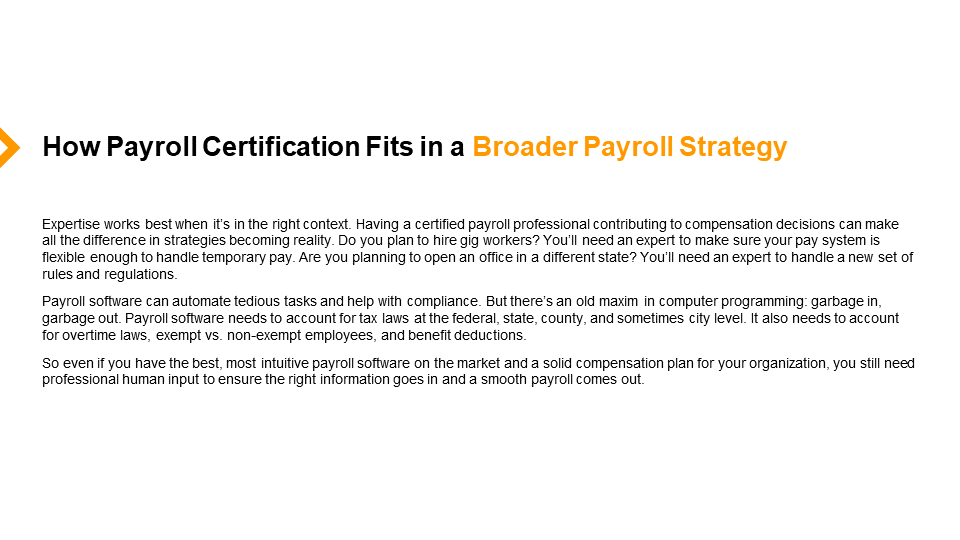 How Payroll Certification Fits in a Broader Payroll Strategy
Expertise works best when it’s in the right context. Having a certified payroll professional contributing to compensation decisions can make
all the difference in strategies becoming reality. Do you plan to hire gig workers? You’ll need an expert to make sure your pay system is
flexible enough to handle temporary pay. Are you planning to open an office in a different state? You’ll need an expert to handle a new set of
rules and regulations.
Payroll software can automate tedious tasks and help with compliance. But there’s an old maxim in computer programming: garbage in,
garbage out. Payroll software needs to account for tax laws at the federal, state, county, and sometimes city level. It also needs to account
for overtime laws, exempt vs. non-exempt employees, and benefit deductions.
So even if you have the best, most intuitive payroll software on the market and a solid compensation plan for your organization, you still need
professional human input to ensure the right information goes in and a smooth payroll comes out.